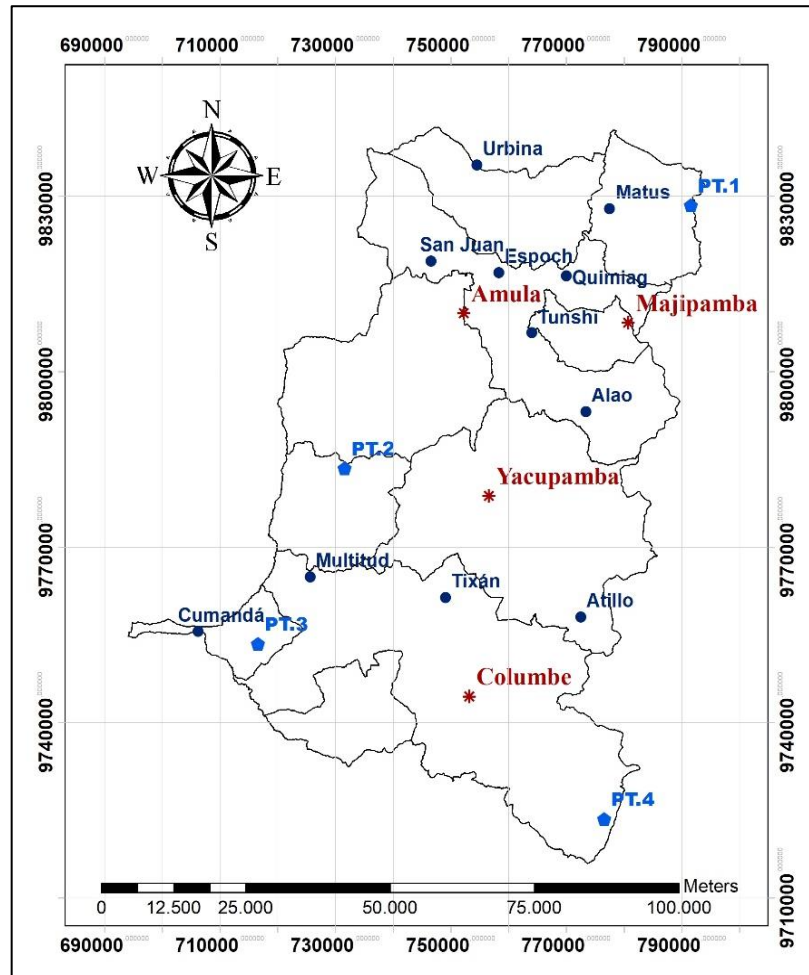 690000 710000 730000 750000 770000 790000
N
W E
S
Urbina
Matus
PT.1
9830000 9830000
San Juan
Espoch
Quimiag
Amula
Majipamba
Tunshi
9800000 9800000
Alao
PT.2
Yacupamba
9770000 9770000
Multitud
Tixán
Atillo
Cumandá
PT.3
Columbe
9740000 9740000
PT.4
Meters
0 12.500 25.000 50.000 75.000 100.000
9710000 9710000
690000 710000 730000 750000 770000 790000